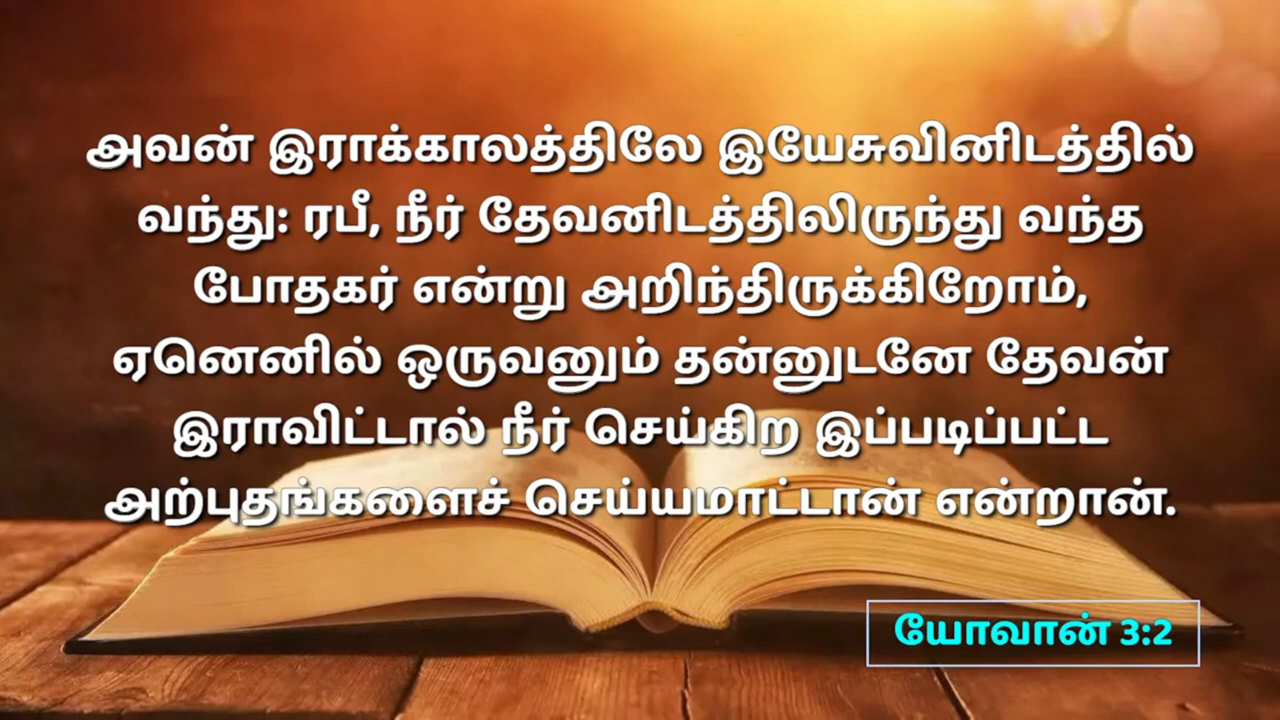 அவன் இராக்காலத்திலே இயேசுவினிடத்தில்
வந்து: ரபீ, நீர் தேவனிடத்திலிருந்து வந்த
போதகர் என்று அறிந்திருக்கிறோம்,
ஏனெனில் ஒருவனும் தன்னுடனே தேவன்
இராவிட்டால் நீர் செய்கிற இப்படிப்பட்ட
அற்புதங்களைச் செய்யமாட்டான் என்றான்.
யோவான் 3:2